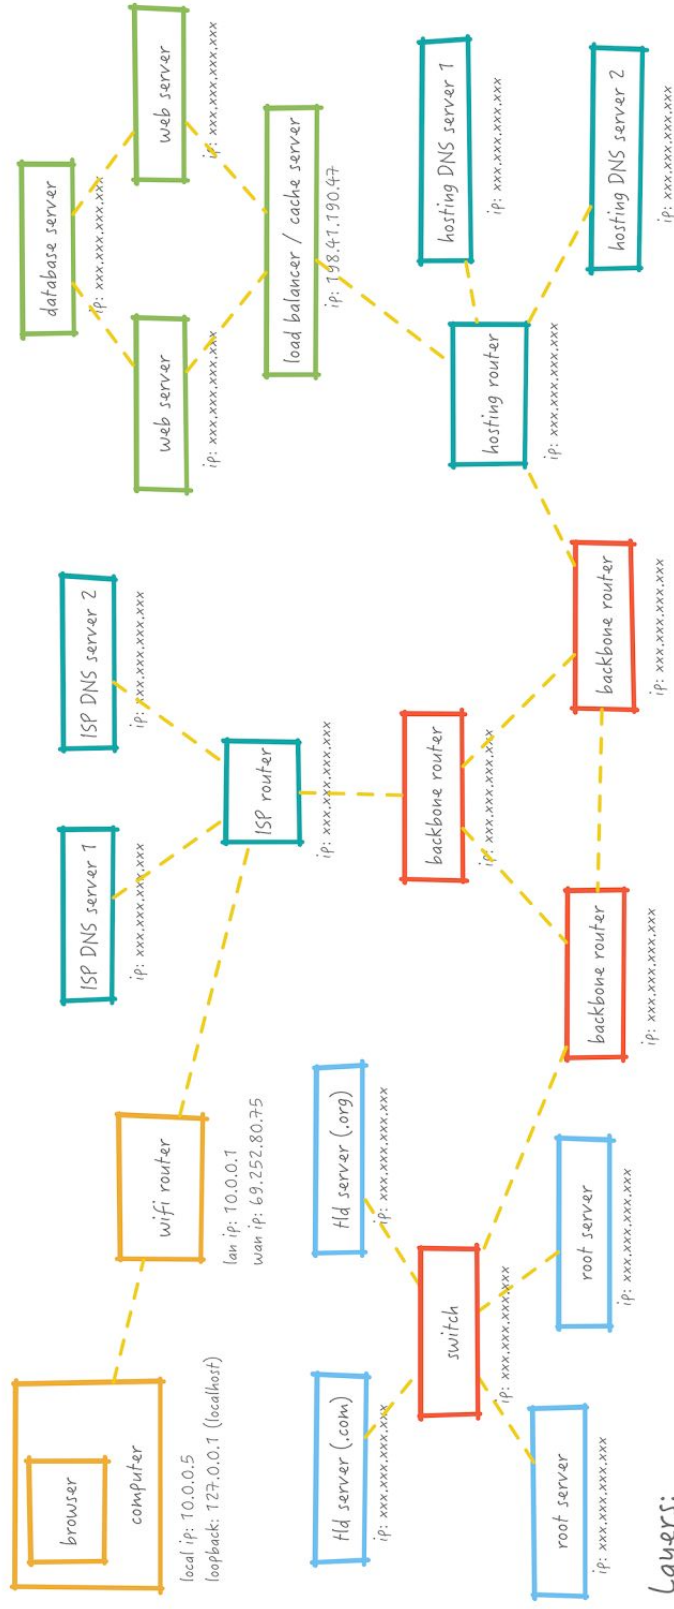 browser
computer
local ip: 10.0.0.5
loopback: 127.0.0.1 (localhost)
wifi router
lan ip: 10.0.0.1
wan ip: 69.252.80.75
ISP DNS server 1
ip: xxx.xxx.xxx.xxx
ISP DNS server 2
ip: xxx.xxx.xxx.xxx
ISP router
ip: xxx.xxx.xxx.xxx
database server
ip: xxx.xxx.xxx.xxx
web server
ip: xxx.xxx.xxx.xxx
web server
ip: xxx.xxx.xxx.xxx
load balancer / cache server
ip: 198.41.190.47
tld server (.com)
ip: xxx.xxx.xxx.xxx
tld server (.org)
ip: xxx.xxx.xxx.xxx
switch
ip: xxx.xxx.xxx.xxx
root server
ip: xxx.xxx.xxx.xxx
root server
ip: xxx.xxx.xxx.xxx
backbone router
ip: xxx.xxx.xxx.xxx
backbone router
ip: xxx.xxx.xxx.xxx
backbone router
ip: xxx.xxx.xxx.xxx
hosting router
ip: xxx.xxx.xxx.xxx
hosting DNS server 1
ip: xxx.xxx.xxx.xxx
hosting DNS server 2
ip: xxx.xxx.xxx.xxx
Layers: